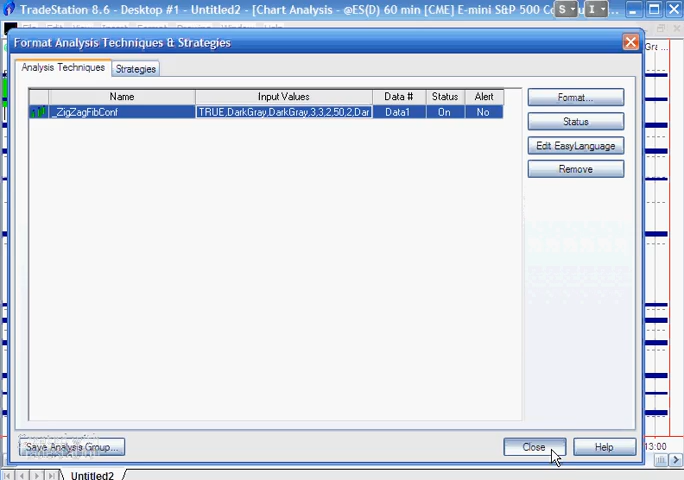 TradeStation 8.6 - Desktop #1 - Untitled2 - [Chart Analysis - @ES(D) 60 min [CME] E-mini S&P 500 Co
S
I
Format Analysis Techniques & Strategies
Analysis Techniques
Strategies
Name
Input Values
Data #
Status
Alert
_ZigZagFibConf
TRUE,DarkGray,DarkGray,3,3,2,50,2,Dar
Data1
On
No
Format...
Status
Edit EasyLanguage
Remove
Save Analysis Group...
Close
Help
13:00
Untitled2